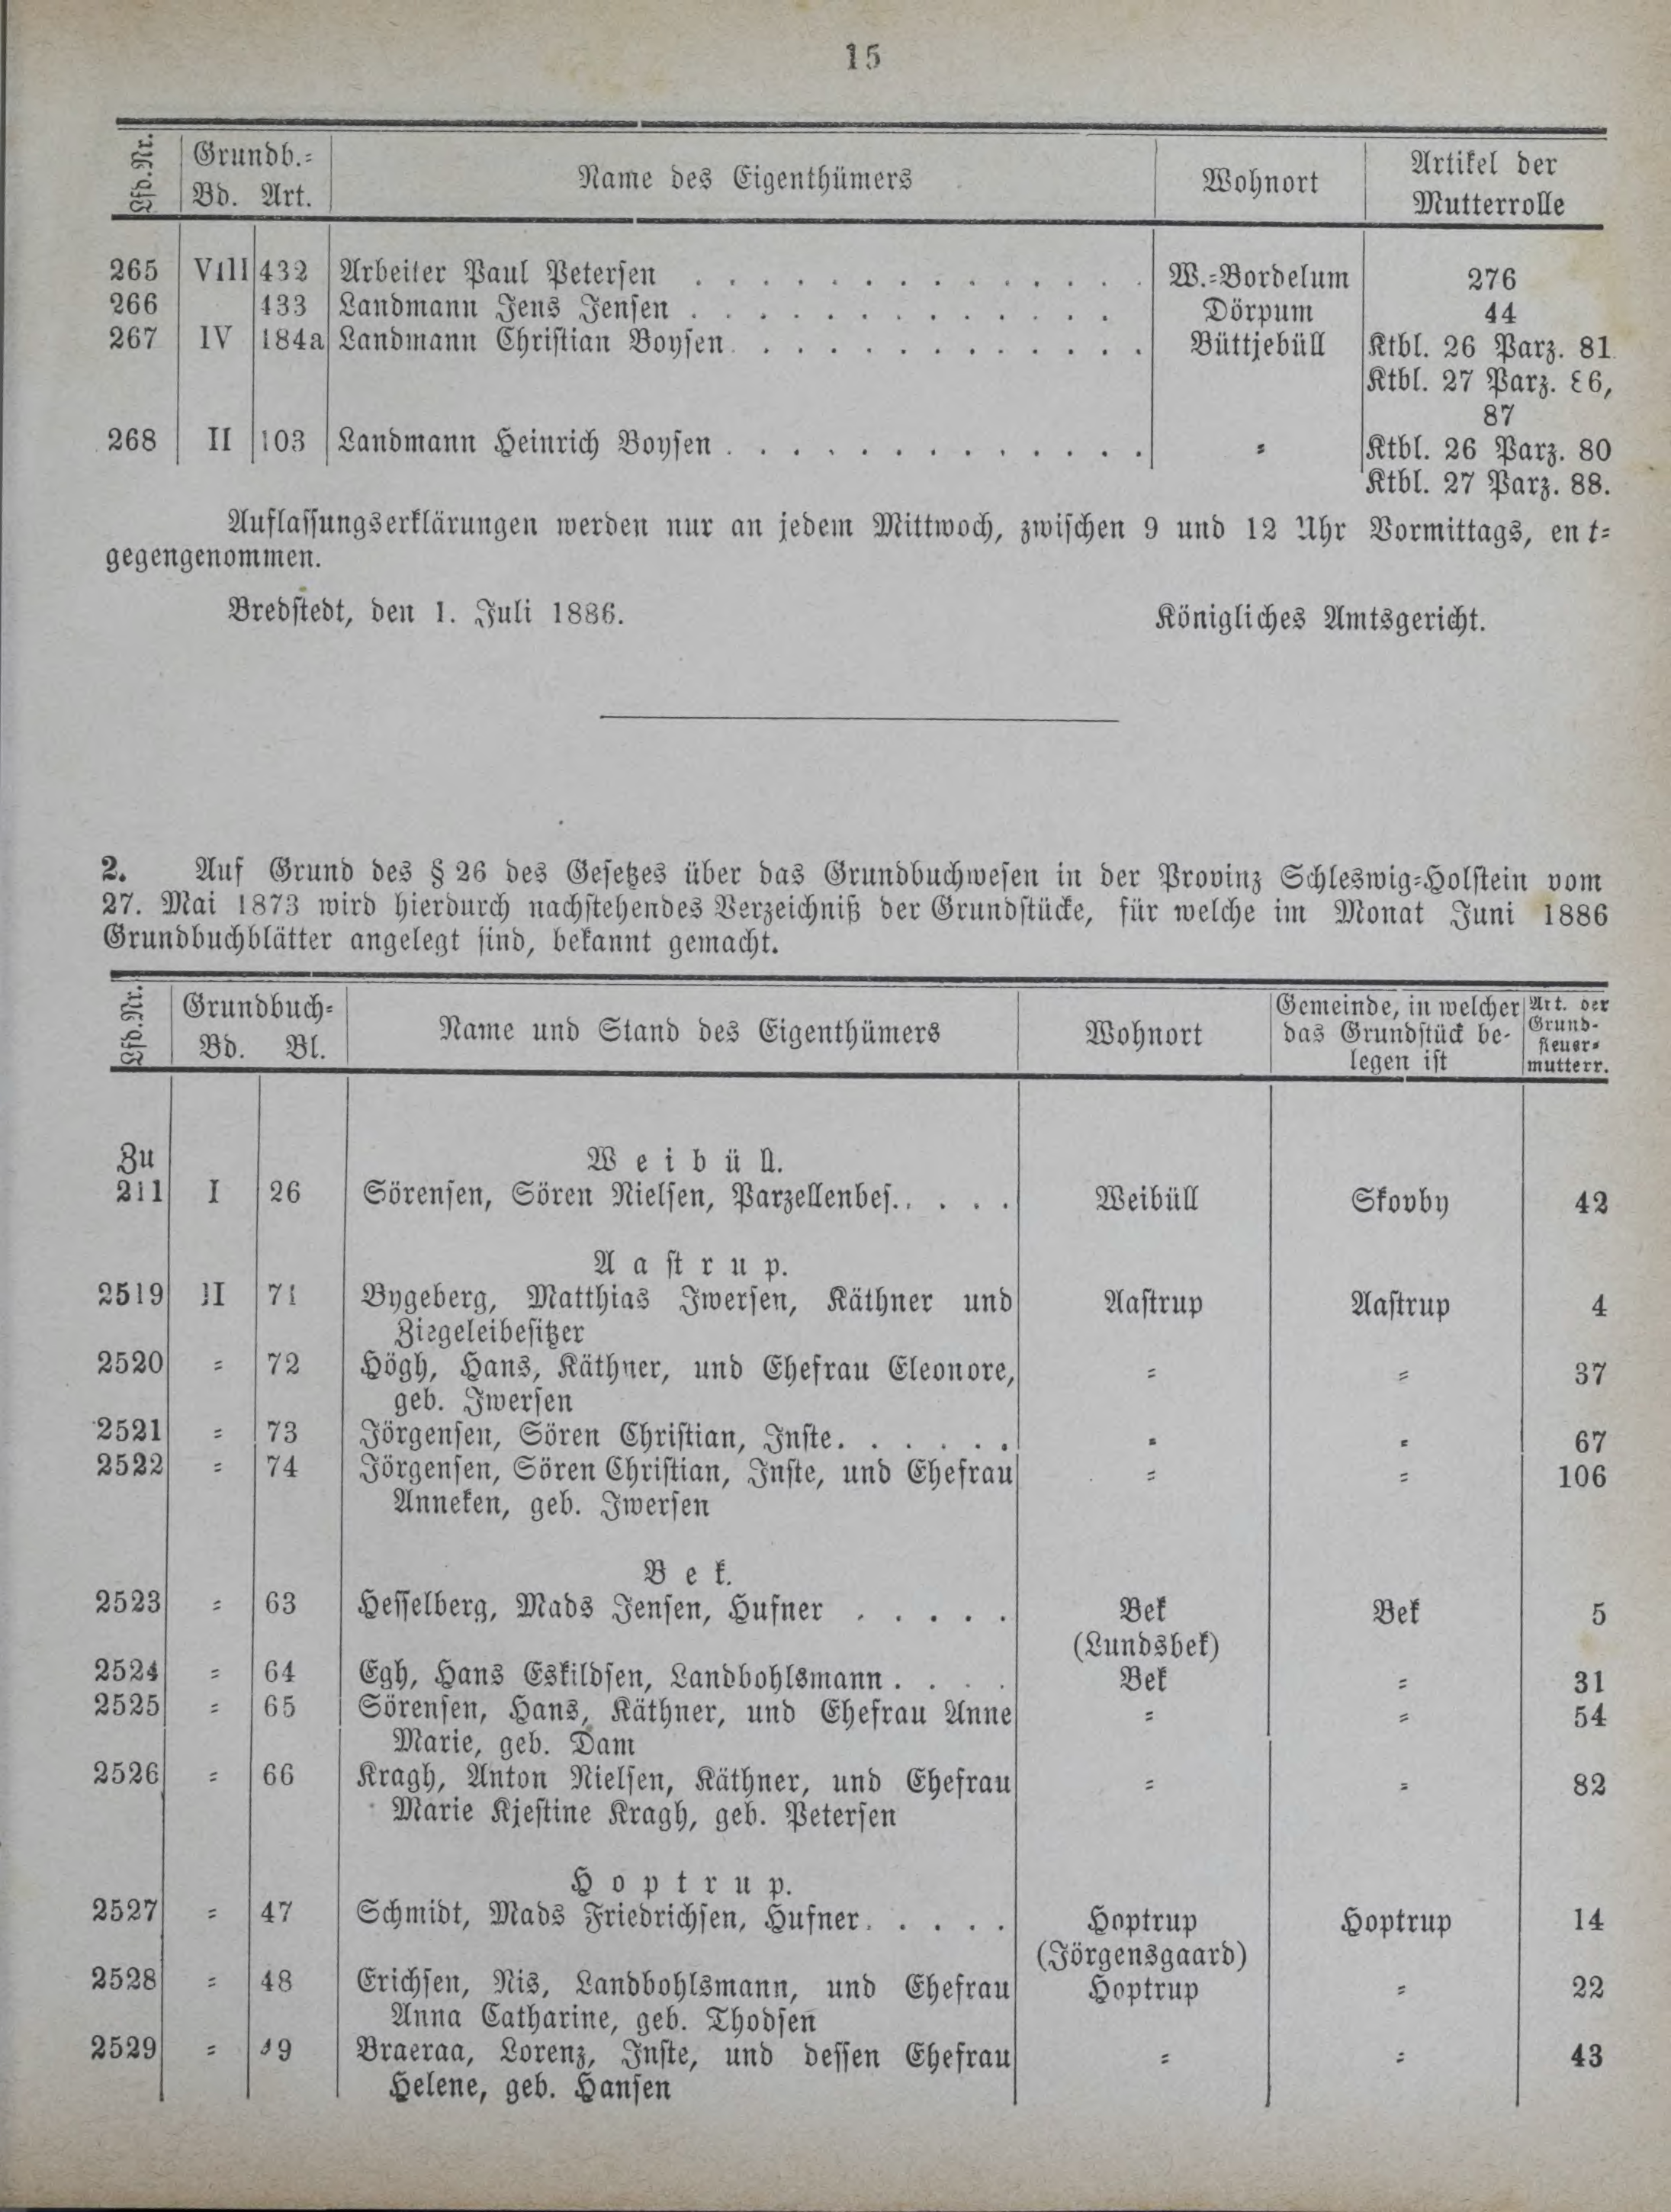 15
Lfd. Nr. Grundb.= Name des Eigenthümers Wohnort Artikel der
Bd. Art. Mutterrolle
265 VIII 432 Arbeiter Paul Petersen . . . . . . . . . . . . . . W.=Bordelum 276
266 433 Landmann Jens Jensen . . . . . . . . . . . . . Dörpum 44
267 IV 184a Landmann Christian Boysen. . . . . . . . . . . . . Büttjebüll Ktbl. 26 Parz. 81
Ktbl. 27 Parz. 86,
87
268 II 103 Landmann Heinrich Boysen . . . . . . . . . . . . . = Ktbl. 26 Parz. 80
Ktbl. 27 Parz. 88.
Auflassungserklärungen werden nur an jedem Mittwoch, zwischen 9 und 12 Uhr Vormittags, ent=
gegengenommen.
Bredstedt, den 1. Juli 1886. Königliches Amtsgericht.
2. Auf Grund des § 26 des Gesetzes über das Grundbuchwesen in der Provinz Schleswig=Holstein vom
27. Mai 1873 wird hierdurch nachstehendes Verzeichniß der Grundstücke, für welche im Monat Juni 1886
Grundbuchblätter angelegt sind, bekannt gemacht.
Lfd. Nr. Grundbuch= Name und Stand des Eigenthümers Wohnort Gemeinde, in welcher Art. der
Bd. Bl. das Grundstück be- Grund-
legen ist steuer=
mutterr.
Zu Weibüll.
211 I 26 Sörensen, Sören Nielsen, Parzellenbes.. . . . Weibüll Skovby 42
Aastrup.
2519 II 71 Bygeberg, Matthias Iwersen, Käthner und Aastrup Aastrup 4
Ziegeleibesitzer
2520 = 72 Högh, Hans, Käthner, und Ehefrau Eleonore, = = 37
geb. Iwersen
2521 = 73 Jörgensen, Sören Christian, Inste. . . . . . = = 67
2522 = 74 Jörgensen, Sören Christian, Inste, und Ehefrau = = 106
Anneken, geb. Iwersen
Bek.
2523 = 63 Hesselberg, Mads Jensen, Hufner . . . . . Bek Bek 5
(Lundsbek)
2524 = 64 Egh, Hans Eskildsen, Landbohlsmann . . . . Bek = 31
2525 = 65 Sörensen, Hans, Käthner, und Ehefrau Anne = = 54
Marie, geb. Dam
2526 = 66 Kragh, Anton Nielsen, Käthner, und Ehefrau = = 82
Marie Kjestine Kragh, geb. Petersen
Hoptrup.
2527 = 47 Schmidt, Mads Friedrichsen, Hufner. . . . . Hoptrup Hoptrup 14
(Jörgensgaard)
2528 = 48 Erichsen, Nis, Landbohlsmann, und Ehefrau Hoptrup = 22
Anna Catharine, geb. Thodsen
2529 = 49 Braeraa, Lorenz, Inste, und dessen Ehefrau = = 43
Helene, geb. Hansen